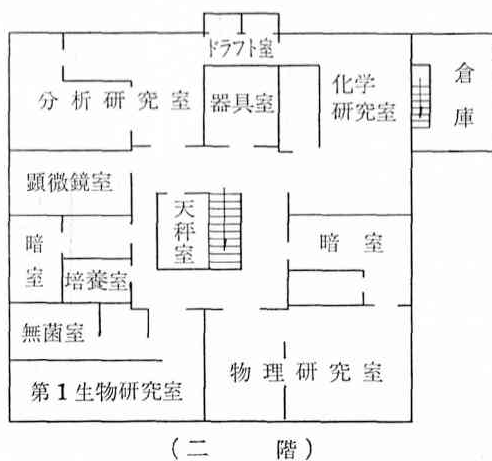 ドラフト室
分析研究室
器具室
化学
研究室
倉庫
顕微鏡室
天秤室
暗室
暗室
培養室
無菌室
物理研究室
第1生物研究室
(二階)